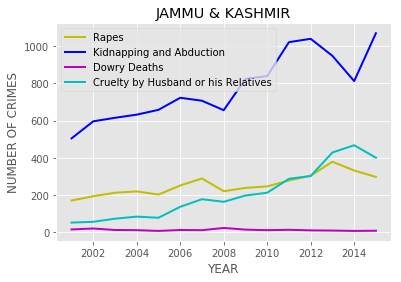 JAMMU & KASHMIR
Rapes
Kidnapping and Abduction
Dowry Deaths
Cruelty by Husband or his Relatives
NUMBER OF CRIMES
1000
800
600
400
200
0
2002 2004 2006 2008 2010 2012 2014
YEAR